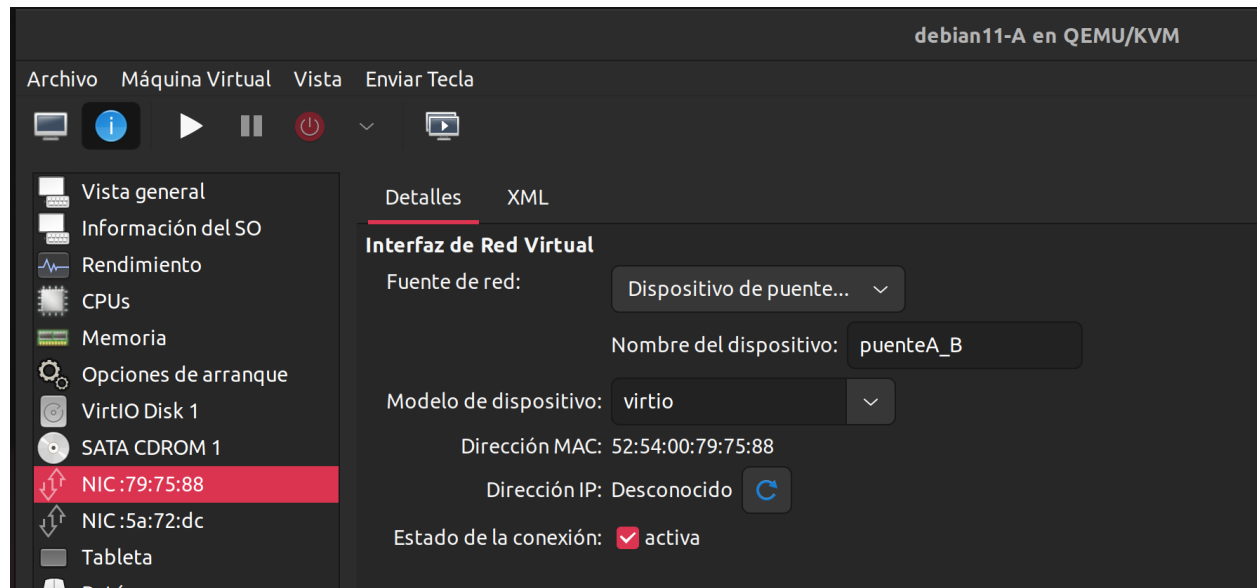 debian11-A en QEMU/KVM
Archivo Máquina Virtual Vista Enviar Tecla
Vista general
Información del SO
Rendimiento
CPUs
Memoria
Opciones de arranque
VirtIO Disk 1
SATA CDROM 1
NIC :79:75:88
NIC :5a:72:dc
Tableta
Detalles XML
Interfaz de Red Virtual
Fuente de red: Dispositivo de puente...
Nombre del dispositivo: puenteA_B
Modelo de dispositivo: virtio
Dirección MAC: 52:54:00:79:75:88
Dirección IP: Desconocido
Estado de la conexión: activa